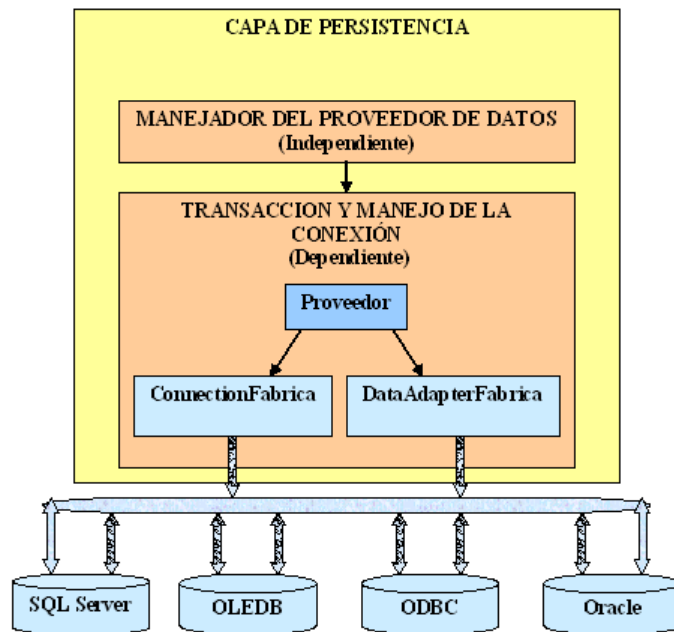 CAPA DE PERSISTENCIA
MANEJADOR DEL PROVEEDOR DE DATOS
(Independiente)
TRANSACCION Y MANEJO DE LA
CONEXIÓN
(Dependiente)
Proveedor
ConnectionFabrica
DataAdapterFabrica
SQL Server
OLEDB
ODBC
Oracle